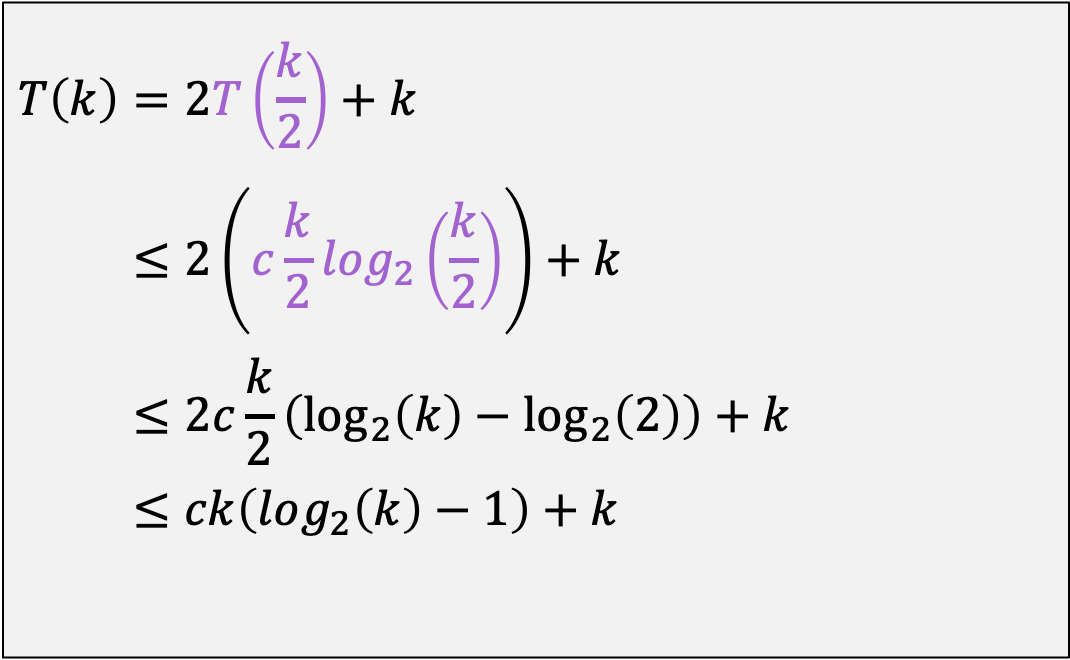 T(k) = 2T(k/2) + k
≤ 2(c k/2 log₂(k/2)) + k
≤ 2c k/2 (log₂(k) − log₂(2)) + k
≤ ck(log₂(k) − 1) + k